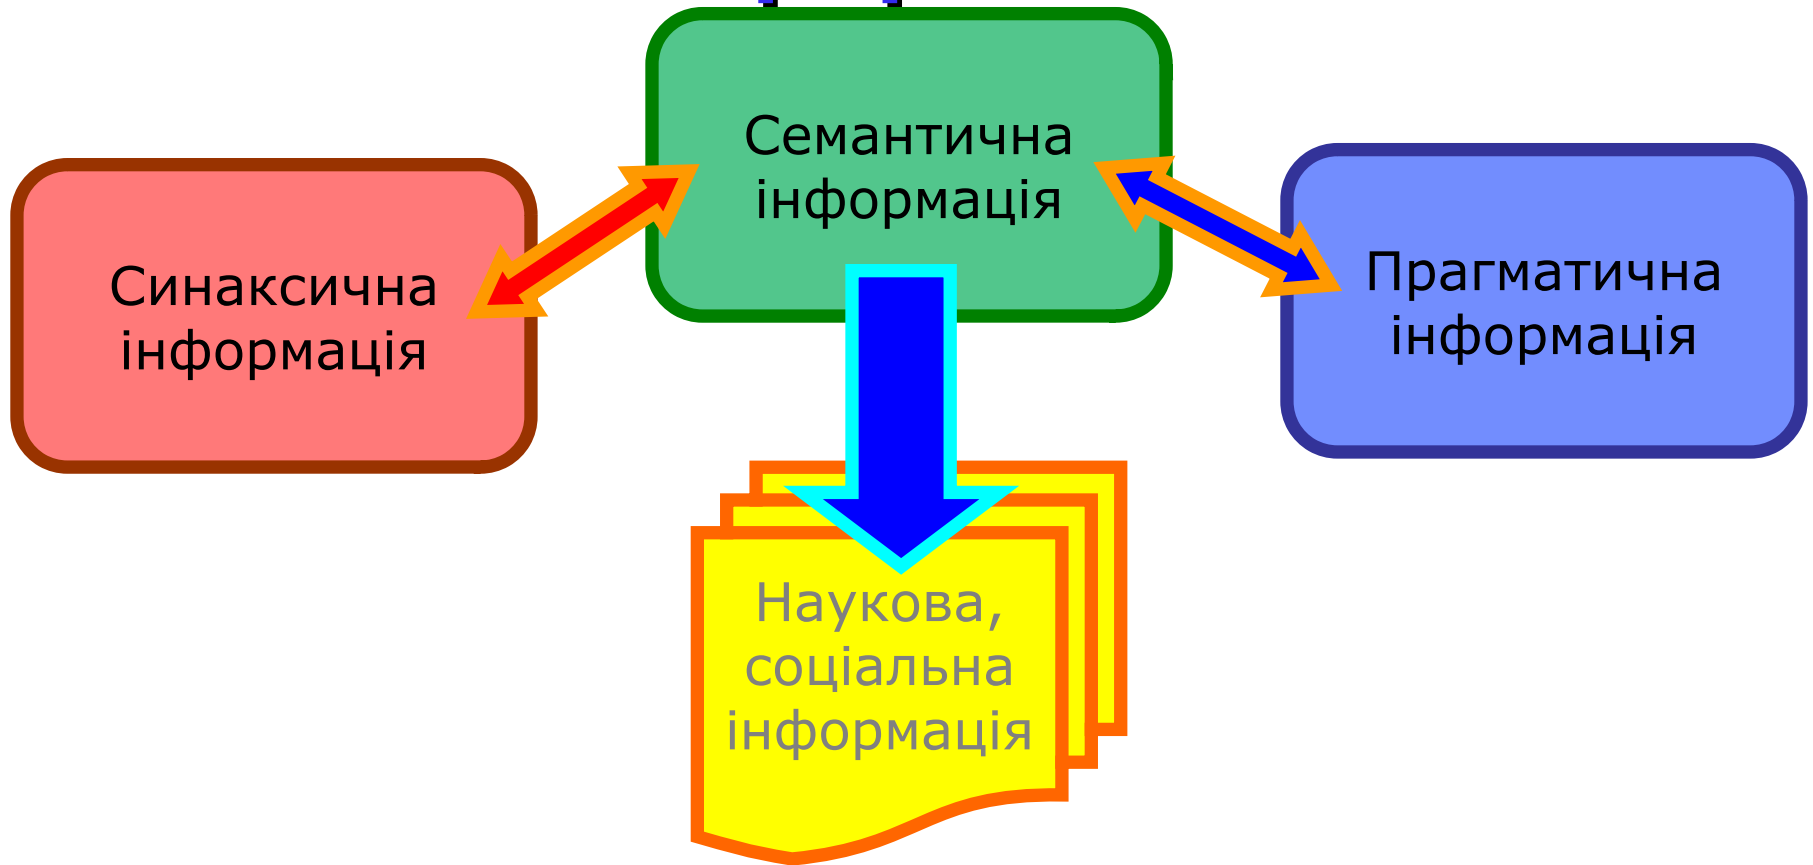 Семантична
інформація
Синаксична
інформація
Прагматична
інформація
Наукова,
соціальна
інформація